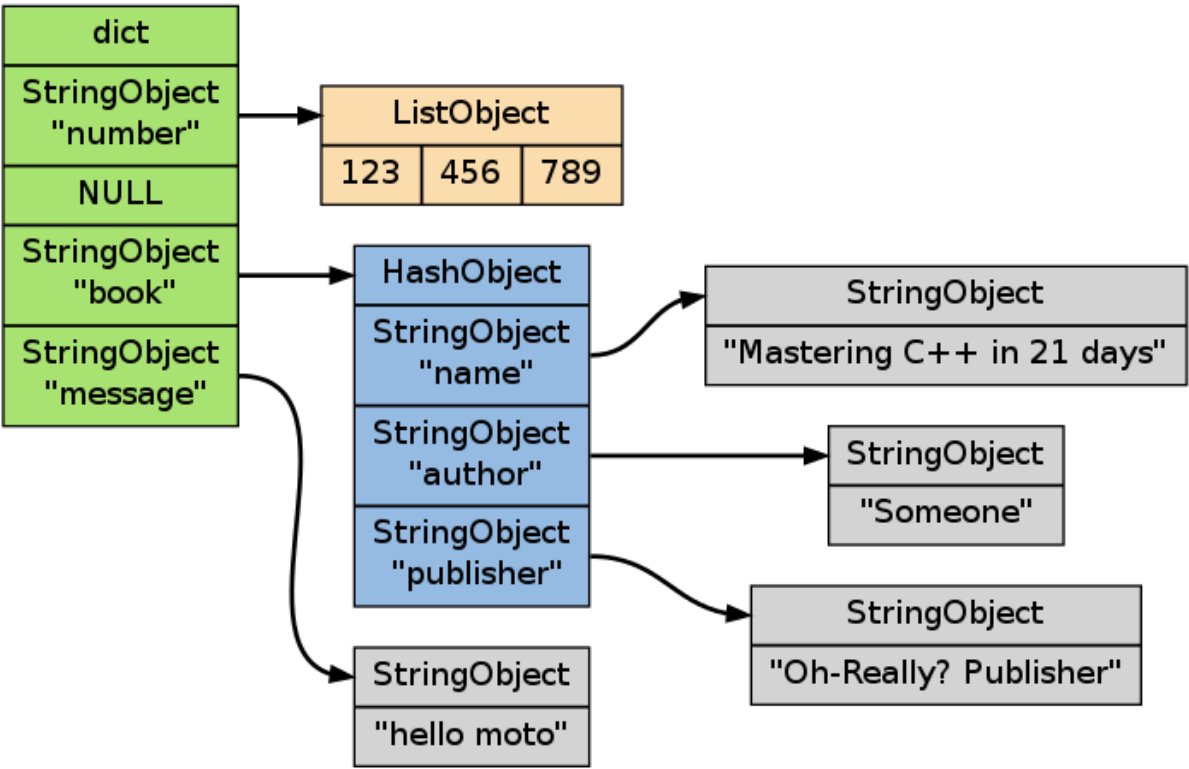 dict
StringObject
"number"
NULL
StringObject
"book"
StringObject
"message"
ListObject
123 456 789
HashObject
StringObject
"name"
StringObject
"author"
StringObject
"publisher"
StringObject
"Mastering C++ in 21 days"
StringObject
"Someone"
StringObject
"Oh-Really? Publisher"
StringObject
"hello moto"